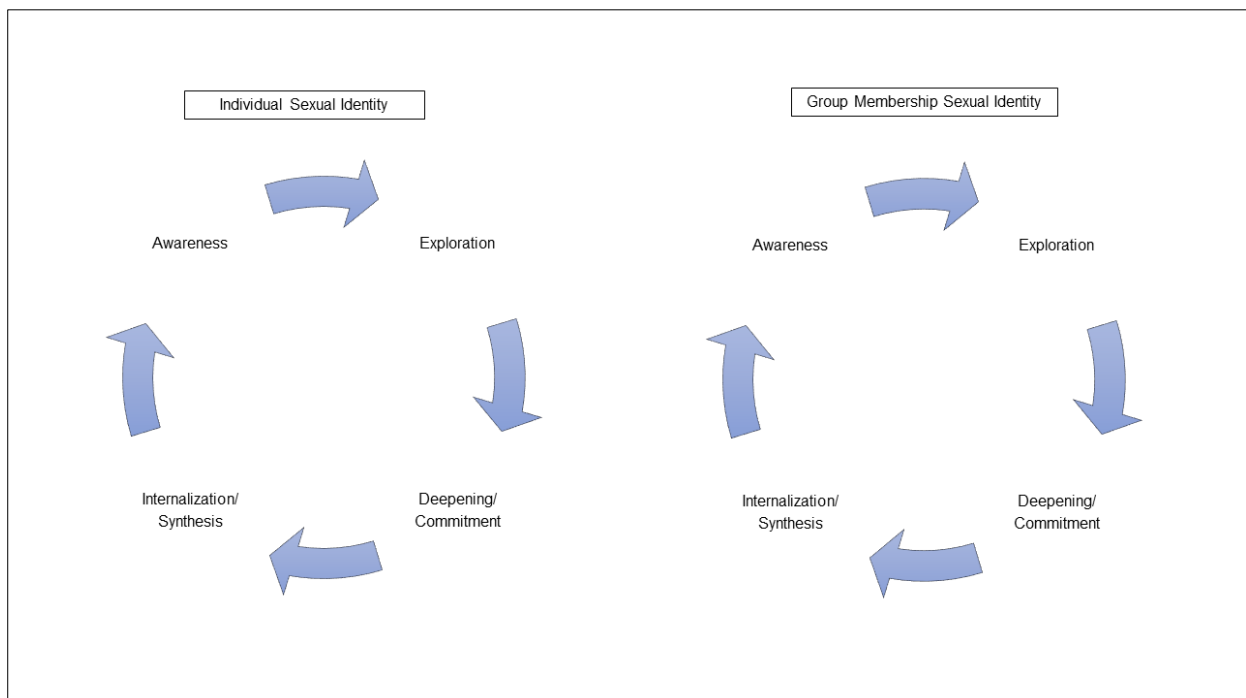 Individual Sexual Identity
Awareness
Exploration
Deepening/
Commitment
Internalization/
Synthesis
Group Membership Sexual Identity
Awareness
Exploration
Deepening/
Commitment
Internalization/
Synthesis